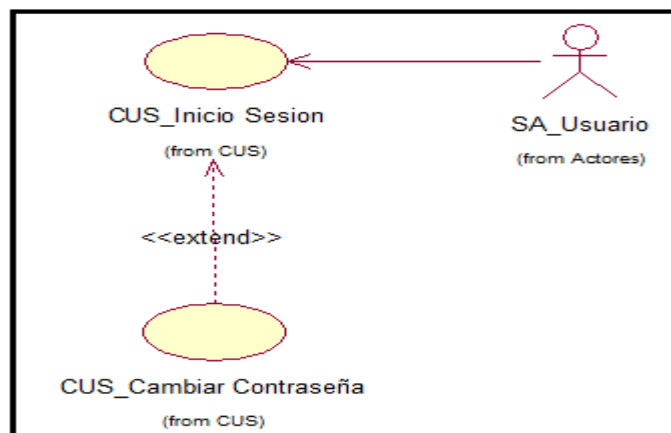 CUS_Inicio Sesion
(from CUS)
SA_Usuario
(from Actores)
<<extend>>
CUS_Cambiar Contraseña
(from CUS)